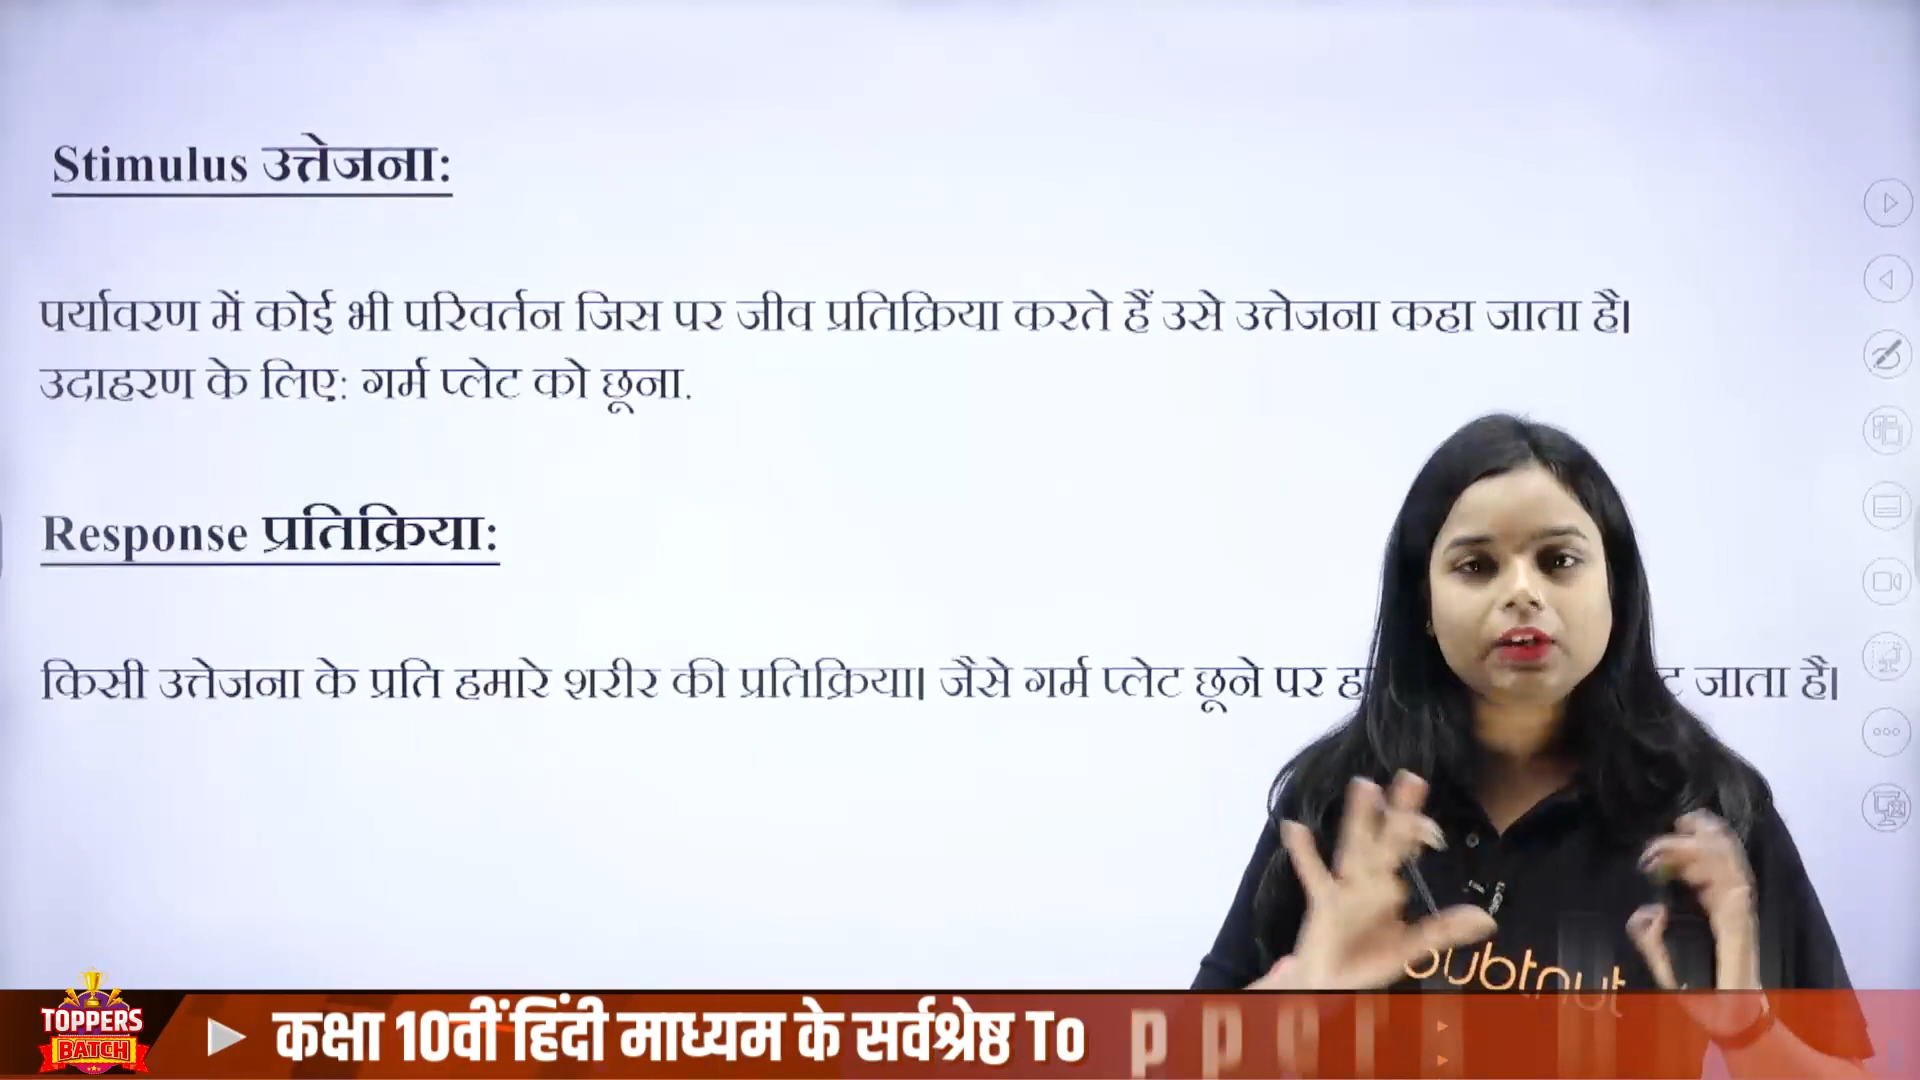 Stimulus उत्तेजना:
पर्यावरण में कोई भी परिवर्तन जिस पर जीव प्रतिक्रिया करते हैं उसे उत्तेजना कहा जाता है।
उदाहरण के लिए: गर्म प्लेट को छूना.
Response प्रतिक्रिया:
किसी उत्तेजना के प्रति हमारे शरीर की प्रतिक्रिया। जैसे गर्म प्लेट छूने पर जाता है।
doubtnut
TOPPERS
BATCH
कक्षा 10वीं हिंदी माध्यम के सर्वश्रेष्ठ To